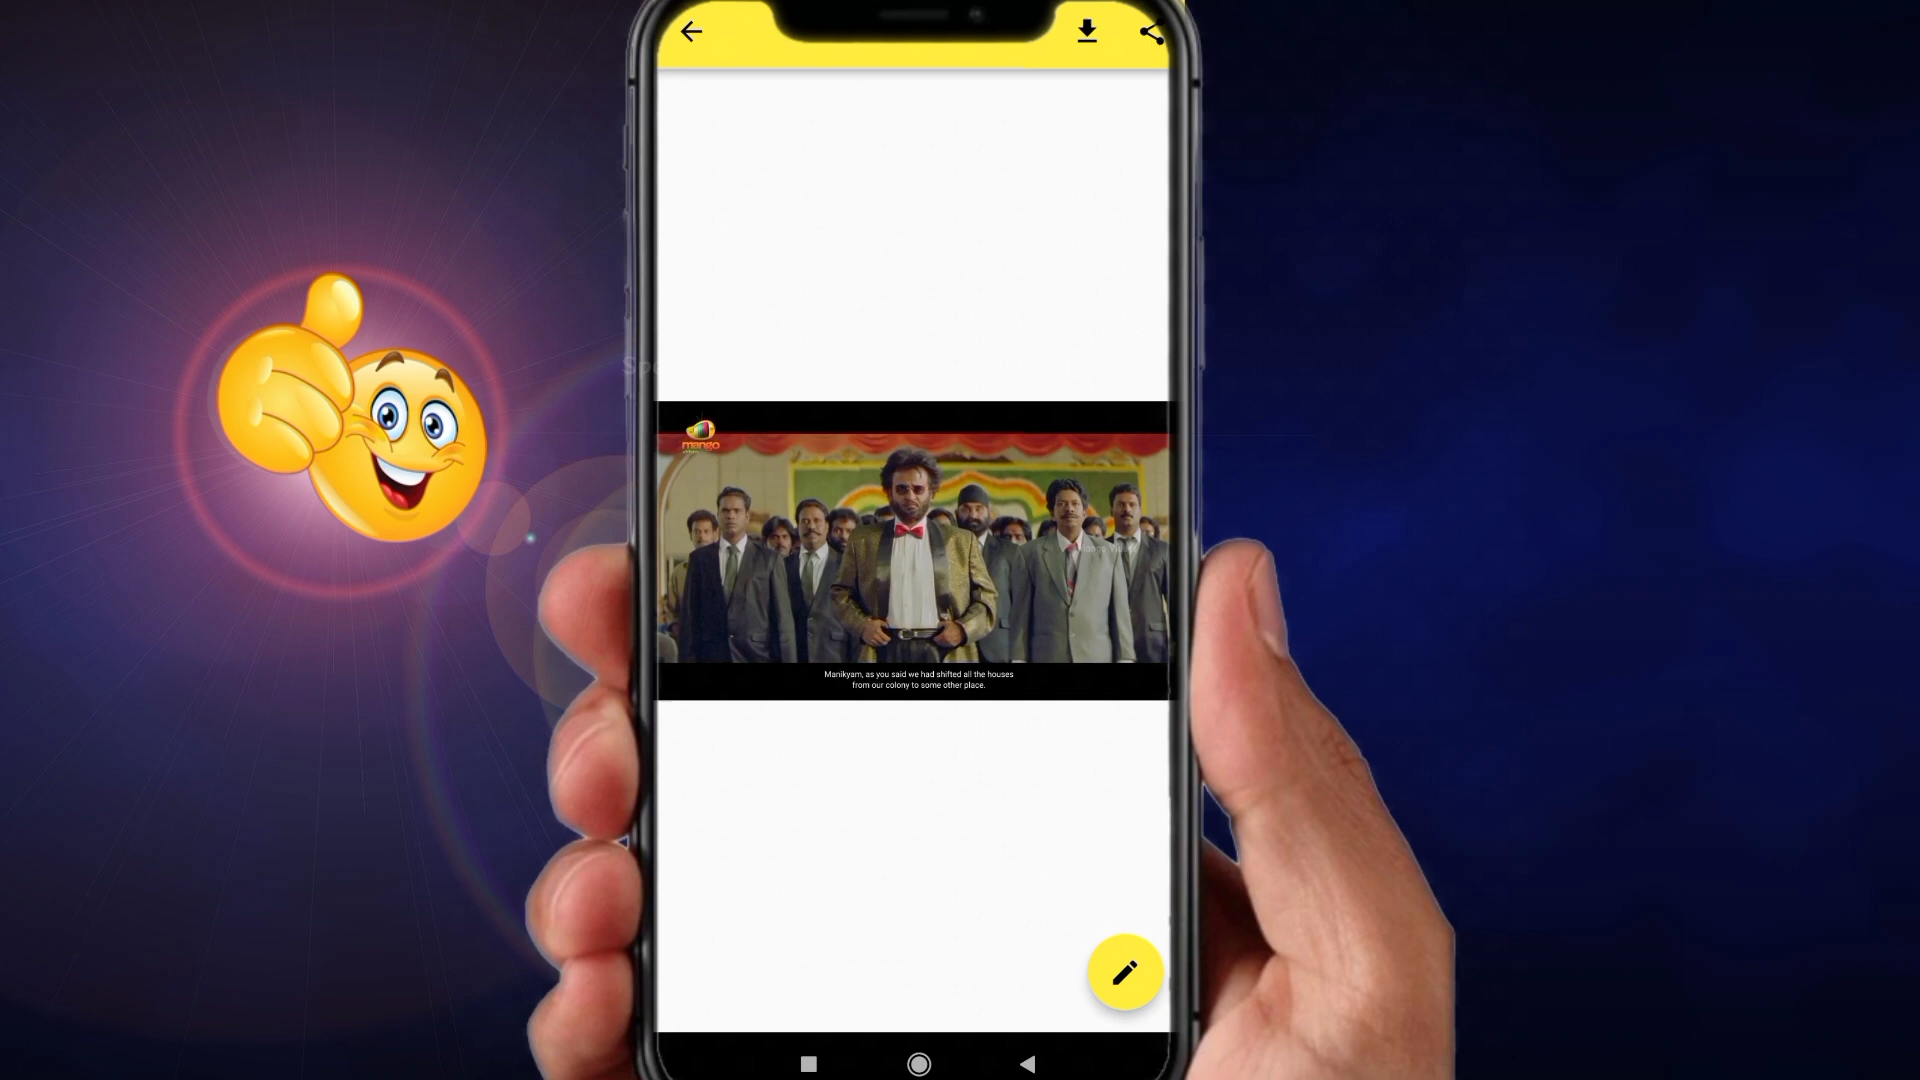 mango
Manikyam, as you said we had shifted all the houses
from our colony to some other place.